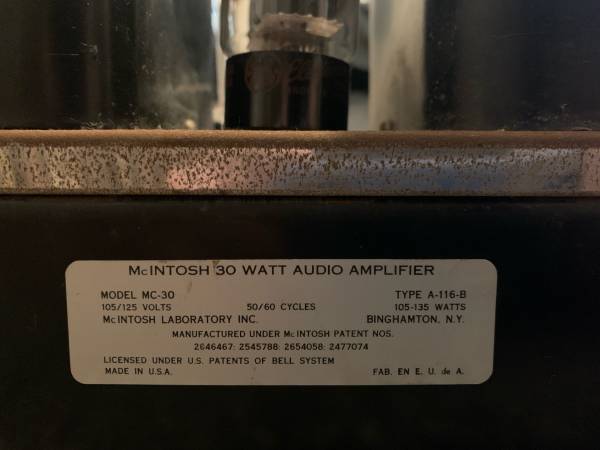 McINTOSH 30 WATT AUDIO AMPLIFIER
MODEL MC-30 TYPE A-116-B
105/125 VOLTS 50/60 CYCLES 105-135 WATTS
McINTOSH LABORATORY INC. BINGHAMTON, N.Y.
MANUFACTURED UNDER McINTOSH PATENT NOS.
2646467: 2545788: 2654058: 2477074
LICENSED UNDER U.S. PATENTS OF BELL SYSTEM
MADE IN U.S.A. FAB. EN E. U. de A.